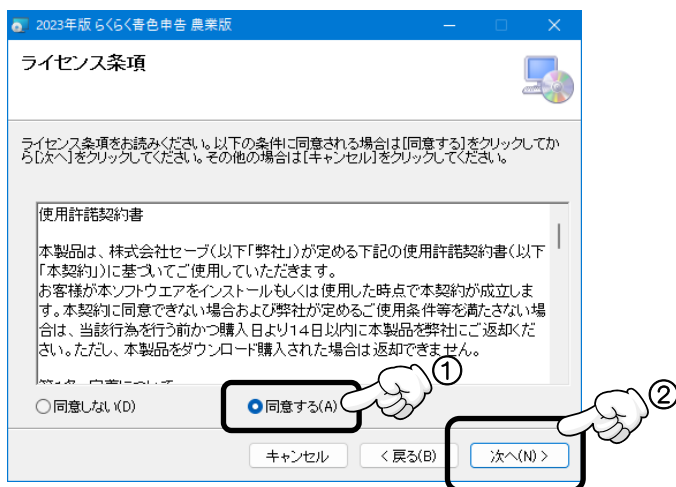 2023年版 らくらく青色申告 農業版
ライセンス条項
ライセンス条項をお読みください。以下の条件に同意される場合は[同意する]をクリックしてか
ら[次へ]をクリックしてください。その他の場合は[キャンセル]をクリックしてください。
使用許諾契約書
本製品は、株式会社セーブ(以下「弊社」)が定める下記の使用許諾契約書(以下
「本契約」)に基づいてご使用していただきます。
お客様が本ソフトウエアをインストールもしくは使用した時点で本契約が成立しま
す。本契約に同意できない場合および弊社が定めるご使用条件等を満たさない場
合は、当該行為を行う前かつ購入日より14日以内に本製品を弊社にご返却くだ
さい。ただし、本製品をダウンロード購入された場合は返却できません。
①
同意しない(D)
同意する(A)
②
キャンセル
< 戻る(B)
次へ(N) >